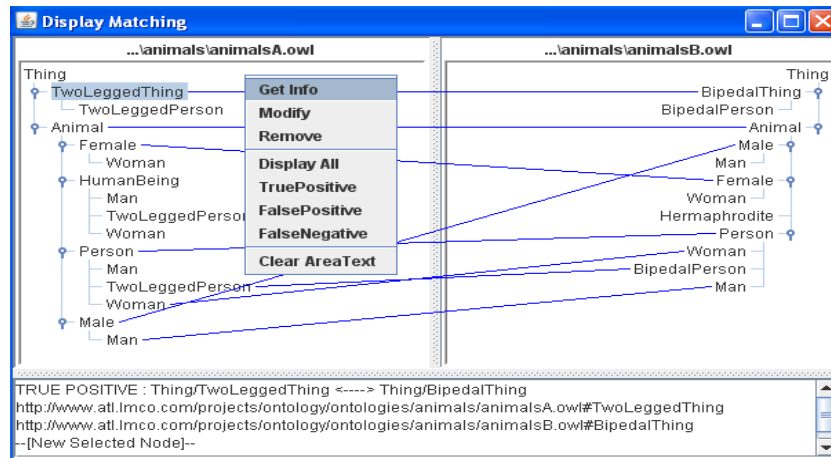 Display Matching
...\animals\animalsA.owl
...\animals\animalsB.owl
Thing
TwoLeggedThing
TwoLeggedPerson
Animal
Female
Woman
HumanBeing
Man
TwoLeggedPerso
Woman
Person
Man
TwoLeggedPerson
Woman
Male
Man
Get Info
Modify
Remove
Display All
TruePositive
FalsePositive
FalseNegative
Clear AreaText
Thing
BipedalThing
BipedalPerson
Animal
Male
Man
Female
Woman
Hermaphrodite
Person
Woman
BipedalPerson
Man
TRUE POSITIVE : Thing/TwoLeggedThing <----> Thing/BipedalThing
http://www.atl.lmco.com/projects/ontology/ontologies/animals/animalsA.owl#TwoLeggedThing
http://www.atl.lmco.com/projects/ontology/ontologies/animals/animalsB.owl#BipedalThing
--[New Selected Node]--